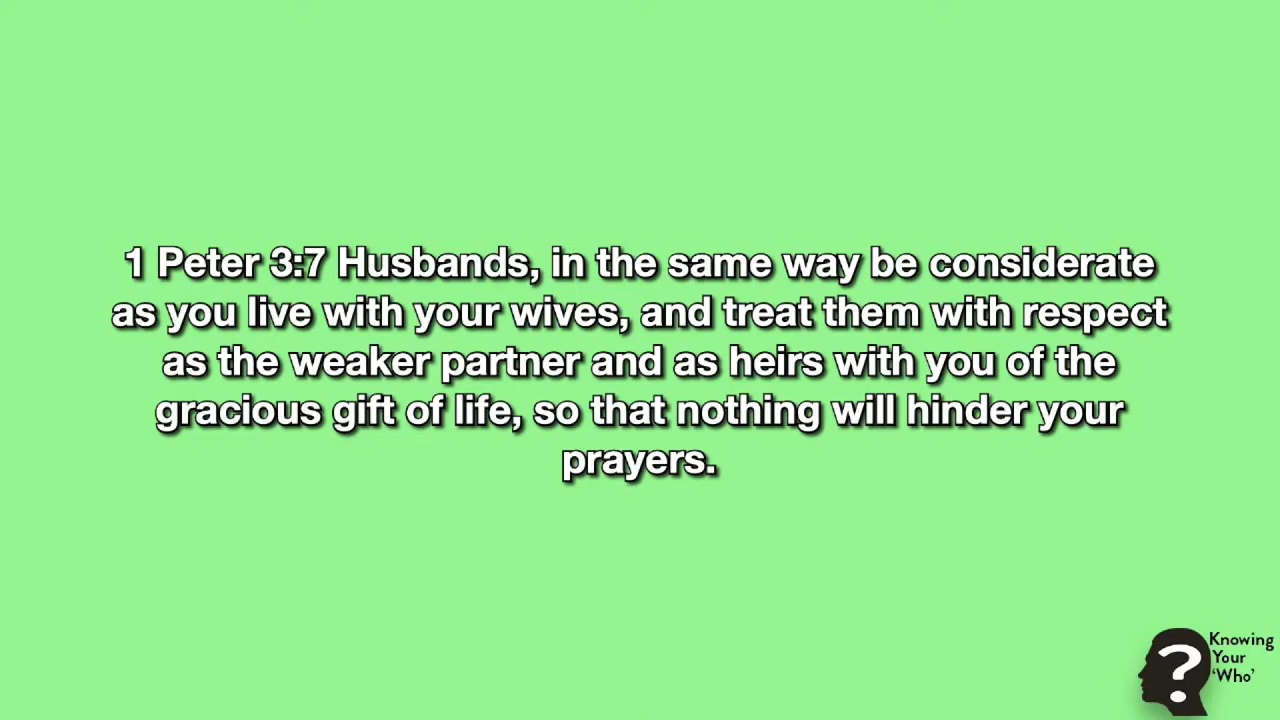 1 Peter 3:7 Husbands, in the same way be considerate
as you live with your wives, and treat them with respect
as the weaker partner and as heirs with you of the
gracious gift of life, so that nothing will hinder your
prayers.
?
Knowing
Your
‘Who’